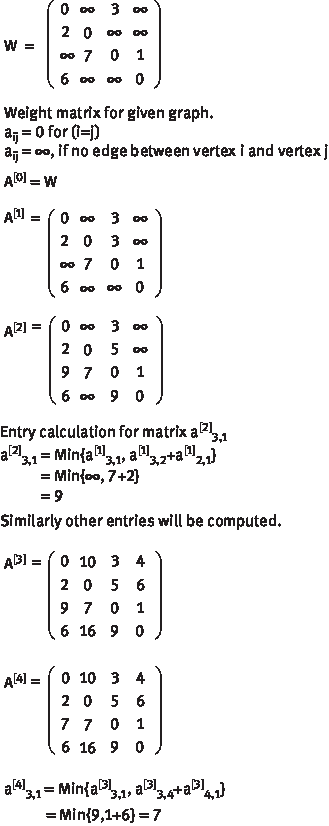 0 ∞ 3 ∞
2 0 ∞ ∞
W =
∞ 7 0 1
6 ∞ ∞ 0
Weight matrix for given graph.
aij = 0 for (i=j)
aij = ∞, if no edge between vertex i and vertex j
A[0] = W
A[1] = 0 ∞ 3 ∞
2 0 3 ∞
∞ 7 0 1
6 ∞ ∞ 0
A[2] = 0 ∞ 3 ∞
2 0 5 ∞
9 7 0 1
6 ∞ 9 0
Entry calculation for matrix a[2]3,1
a[2]3,1 = Min{a[1]3,1, a[1]3,2+a[1]2,1}
= Min{∞, 7+2}
= 9
Similarly other entries will be computed.
A[3] = 0 10 3 4
2 0 5 6
9 7 0 1
6 16 9 0
A[4] = 0 10 3 4
2 0 5 6
7 7 0 1
6 16 9 0
a[4]3,1 = Min{a[3]3,1, a[3]3,4+a[3]4,1}
= Min{9,1+6} = 7